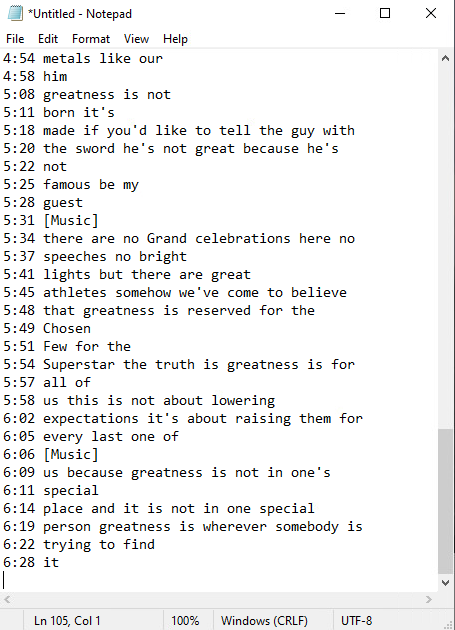 *Untitled - Notepad
File Edit Format View Help
4:54 metals like our
4:58 him
5:08 greatness is not
5:11 born it's
5:18 made if you'd like to tell the guy with
5:20 the sword he's not great because he's
5:22 not
5:25 famous be my
5:28 guest
5:31 [Music]
5:34 there are no Grand celebrations here no
5:37 speeches no bright
5:41 lights but there are great
5:45 athletes somehow we've come to believe
5:48 that greatness is reserved for the
5:49 Chosen
5:51 Few for the
5:54 Superstar the truth is greatness is for
5:57 all of
5:58 us this is not about lowering
6:02 expectations it's about raising them for
6:05 every last one of
6:06 [Music]
6:09 us because greatness is not in one's
6:11 special
6:14 place and it is not in one special
6:19 person greatness is wherever somebody is
6:22 trying to find
6:28 it
Ln 105, Col 1 100% Windows (CRLF) UTF-8